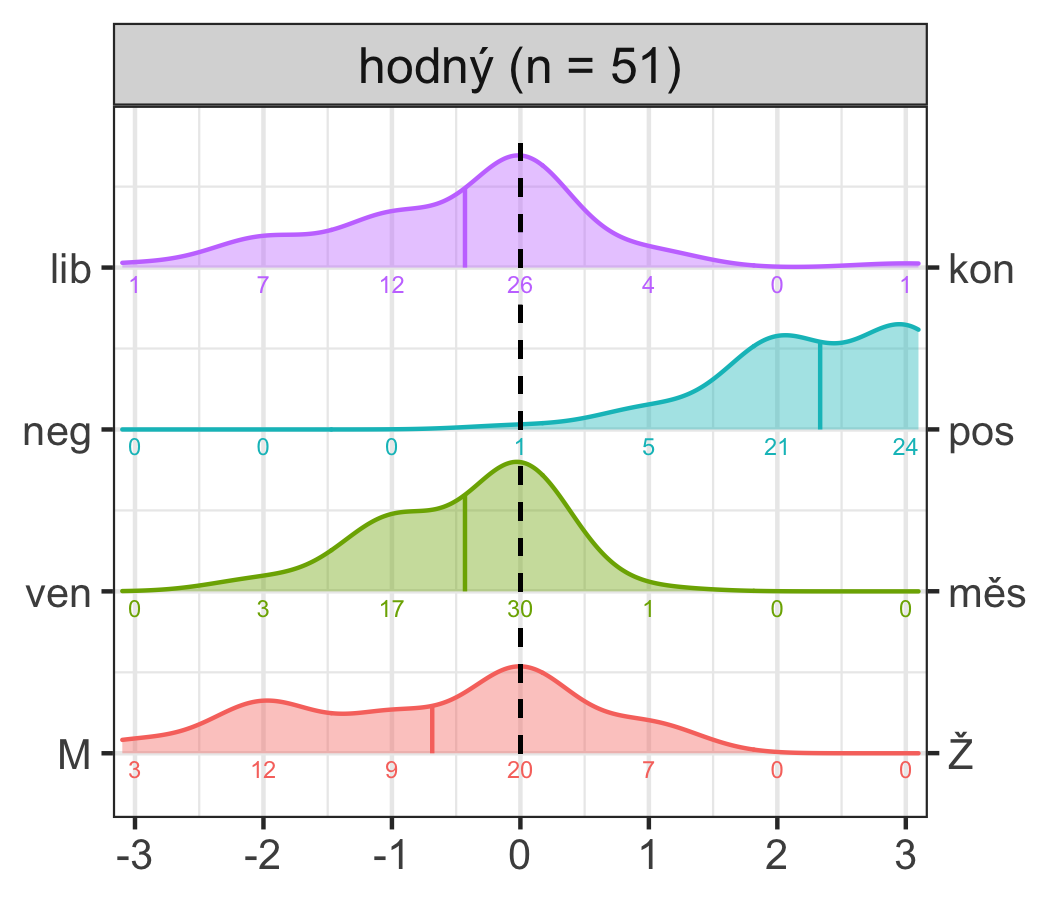 hodný (n = 51)
lib kon
1 7 12 26 4 0 1
neg pos
0 0 0 1 5 21 24
ven měs
0 3 17 30 1 0 0
M Ž
3 12 9 20 7 0 0
-3 -2 -1 0 1 2 3